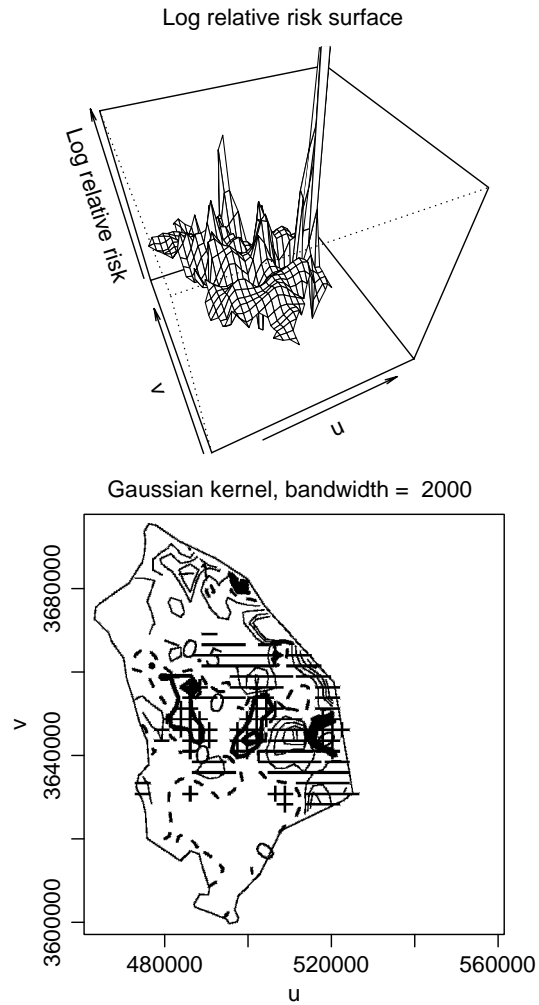 Log relative risk surface
Log relative risk
v
u
Gaussian kernel, bandwidth = 2000
3680000
3640000
3600000
v
480000
520000
560000
u